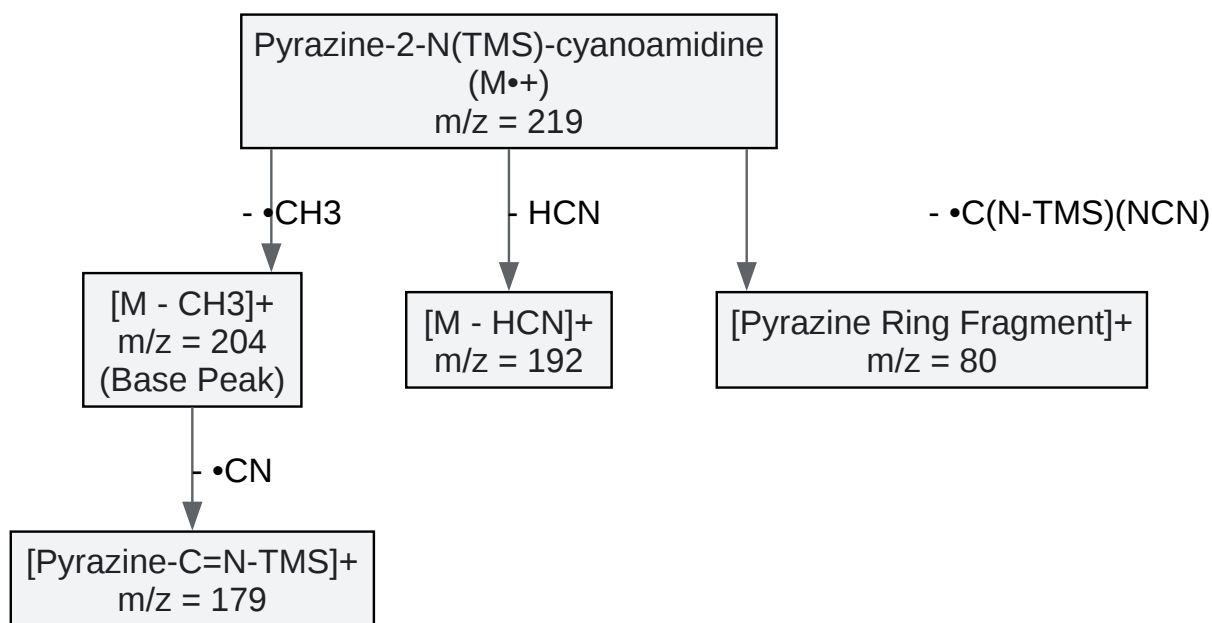 Pyrazine-2-N(TMS)-cyanoamidine
(M•+)
m/z = 219
- •CH3
- HCN
- •C(N-TMS)(NCN)
[M - CH3]+
m/z = 204
(Base Peak)
[M - HCN]+
m/z = 192
[Pyrazine Ring Fragment]+
m/z = 80
- •CN
[Pyrazine-C=N-TMS]+
m/z = 179